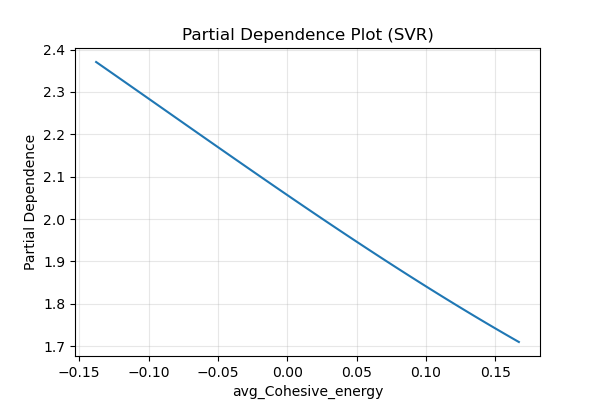 Partial Dependence Plot (SVR)
2.4
2.3
2.2
2.1
2.0
1.9
1.8
1.7
Partial Dependence
−0.15 −0.10 −0.05 0.00 0.05 0.10 0.15
avg_Cohesive_energy